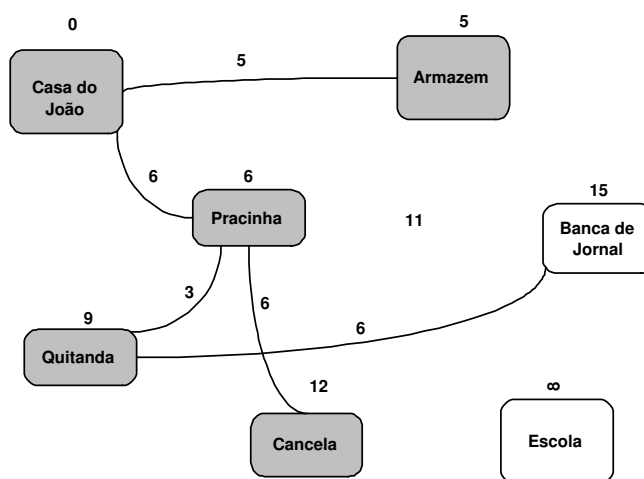 0
5
Casa do
João
5
Armazem
6
6
Pracinha
11
15
Banca de
Jornal
3
6
9
6
Quitanda
12
∞
Cancela
Escola